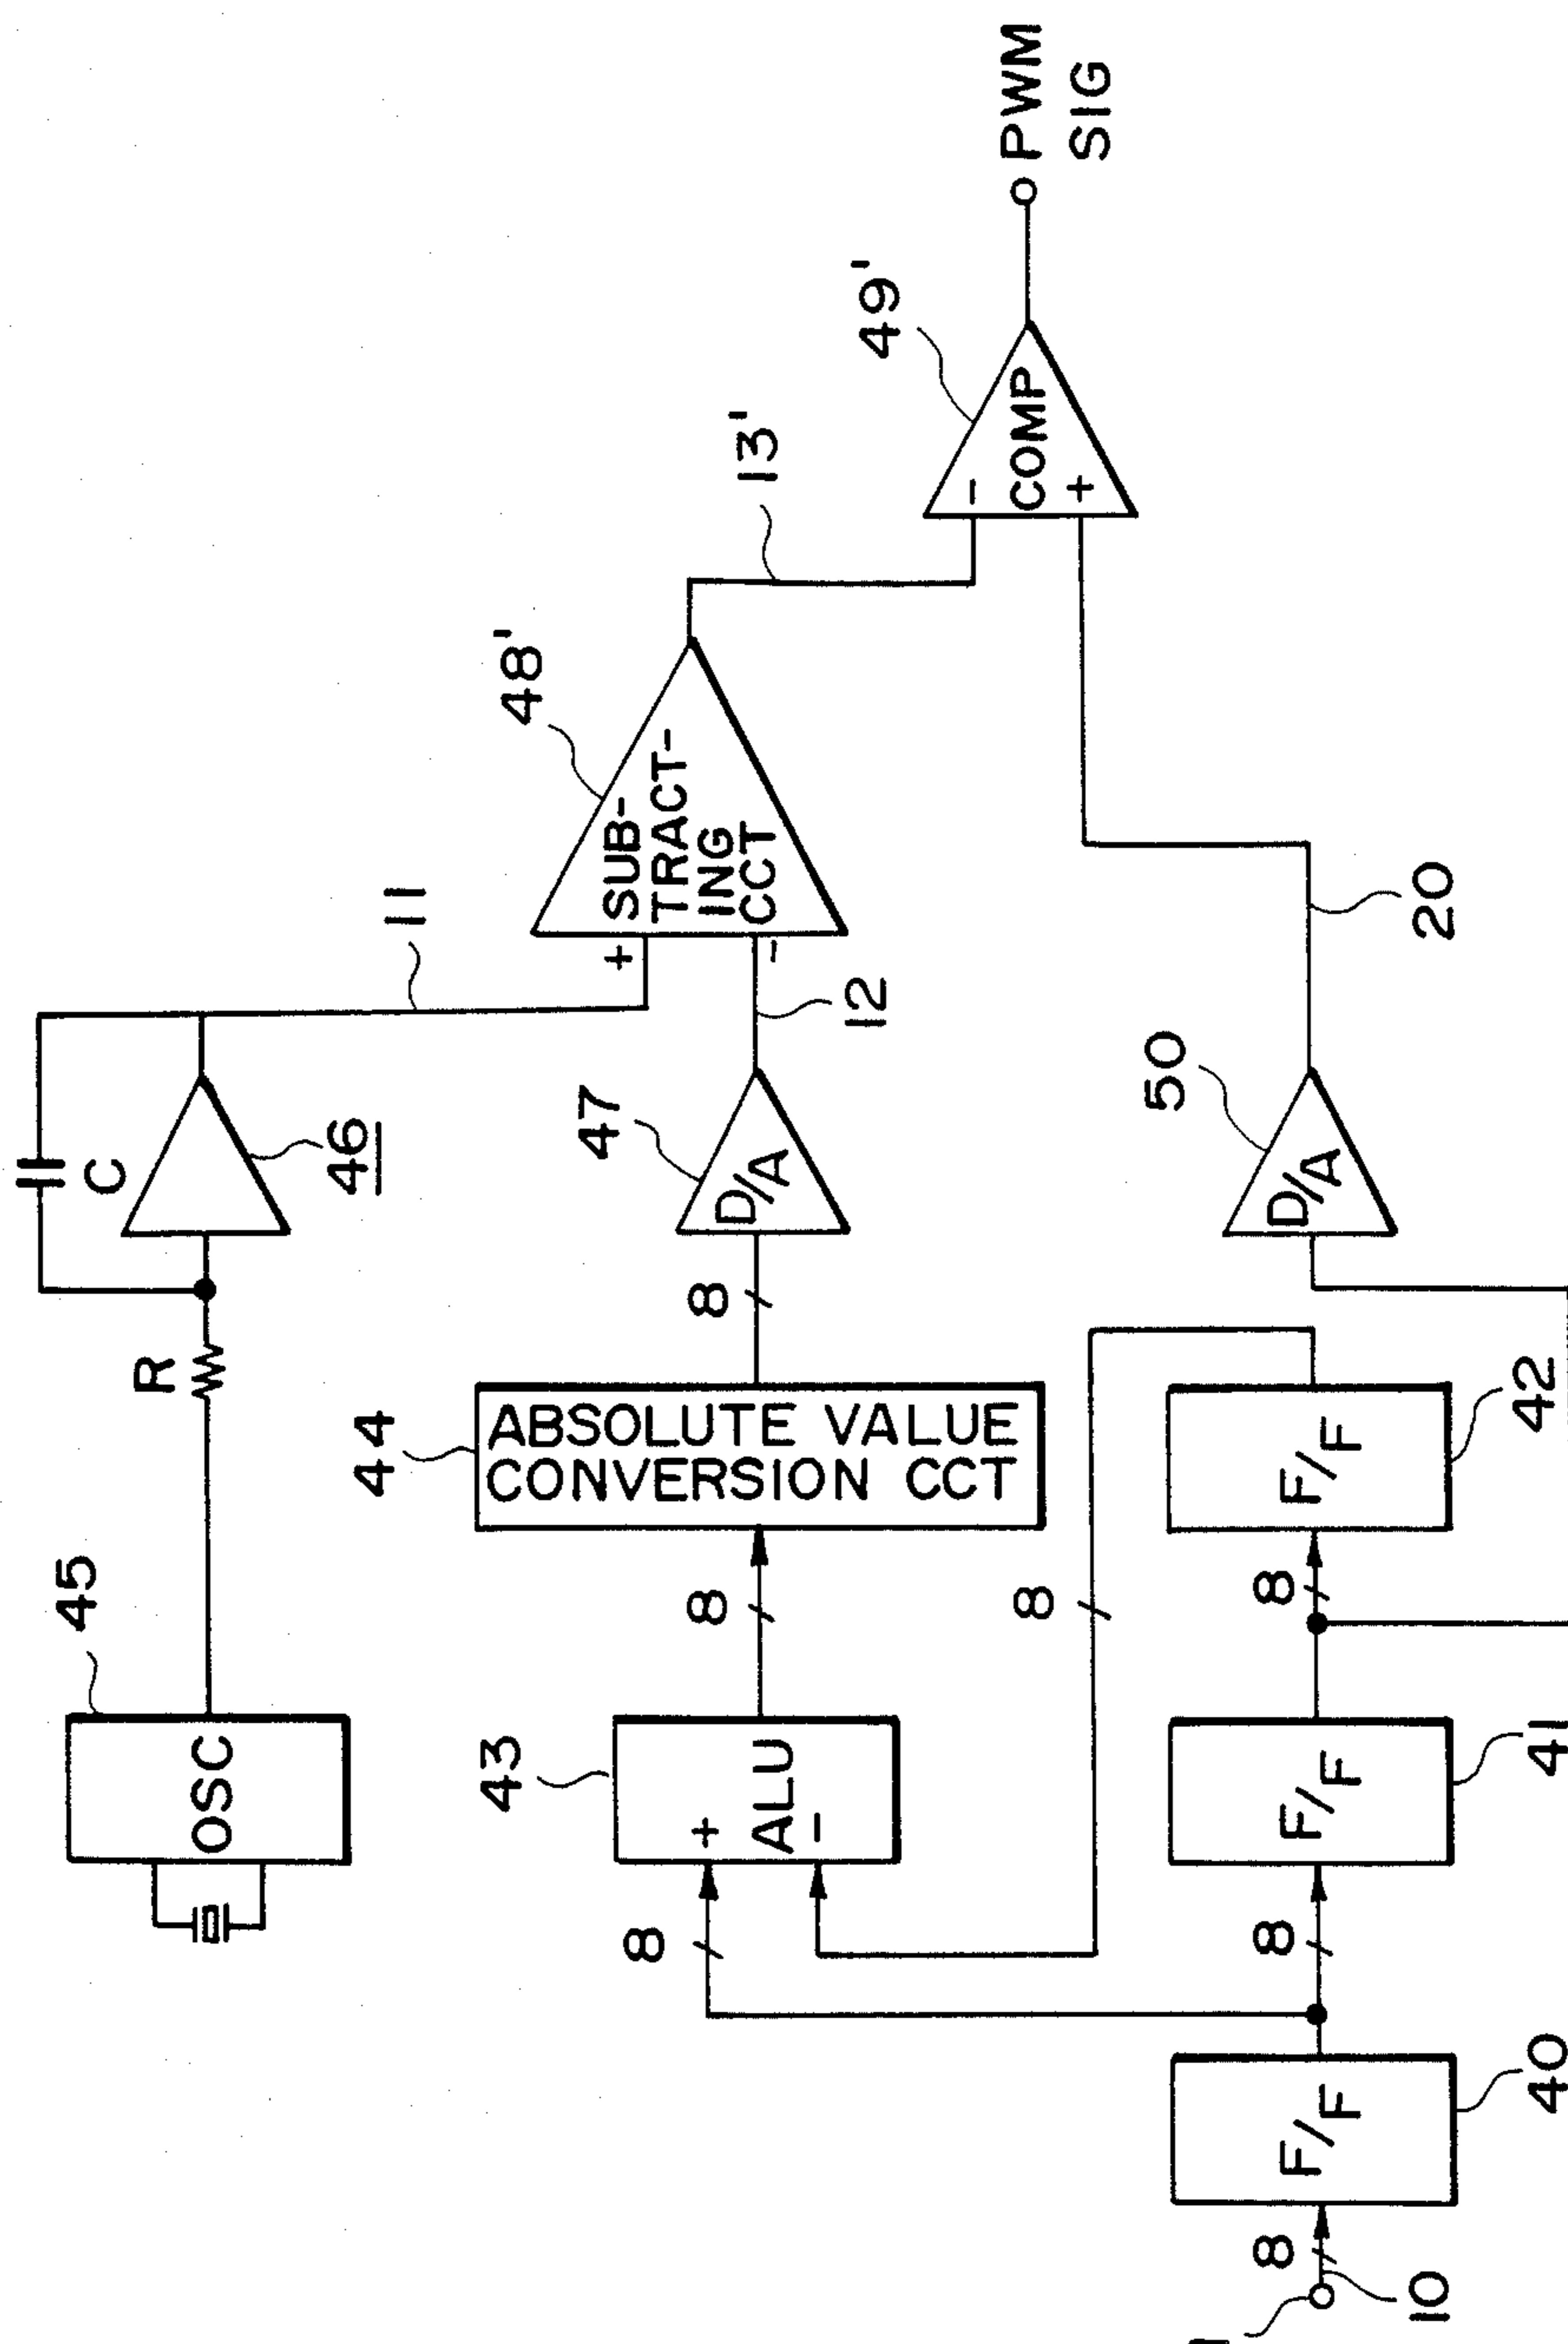 45
OSC
R
C
46
11
43
+
ALU
-
8
8
44
ABSOLUTE VALUE
CONVERSION CCT
8
47
D/A
12
+
-
SUB-
TRACT-
ING
CCT
48'
13'
49'
-
COMP
+
PWM
SIG
8
10
8
F/F
40
8
F/F
41
8
F/F
42
50
D/A
20